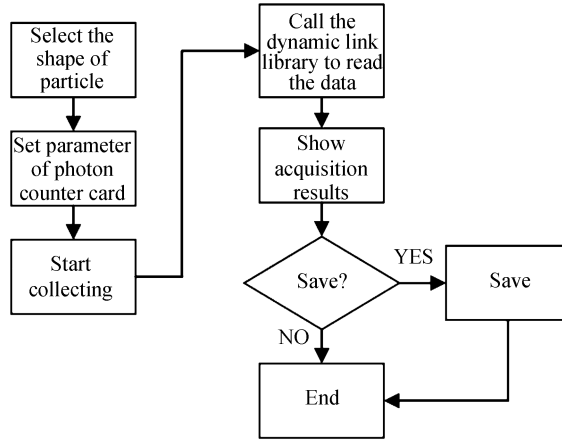 Select the
shape of
particle
Set parameter
of photon
counter card
Start
collecting
Call the
dynamic link
library to read
the data
Show
acquisition
results
Save?
YES
Save
NO
End